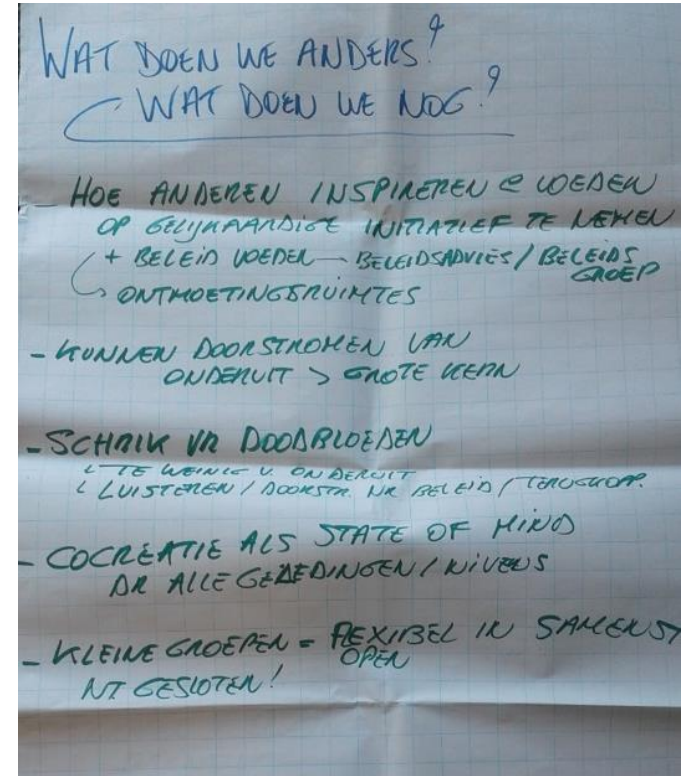 WAT DOEN WE ANDERS?
WAT DOEN WE NOG?
- HOE ANDEREN INSPIREREN & VOEDEN
OP GELIJKAARDIGE INITIATIEF TE NEMEN
+ BELEID VOEDEN → BELEIDSADVIES / BELEIDS
GROEP
↳ ONTMOETINGSRUIMTES
- KUNNEN DOORSTROMEN VAN
ONDERUIT > GROTE KERN
- SCHRIK VR DOODBLOEDEN
↳ TE WEINIG V. ONDERUIT
↳ LUISTEREN / DOORSTR. NR BELEID / TERUGKOPP.
- COCREATIE ALS STATE OF MIND
DR ALLE GELEDINGEN / NIVEAUS
- KLEINE GROEPEN = FLEXIBEL IN SAMENST
OPEN
NT GESLOTEN!